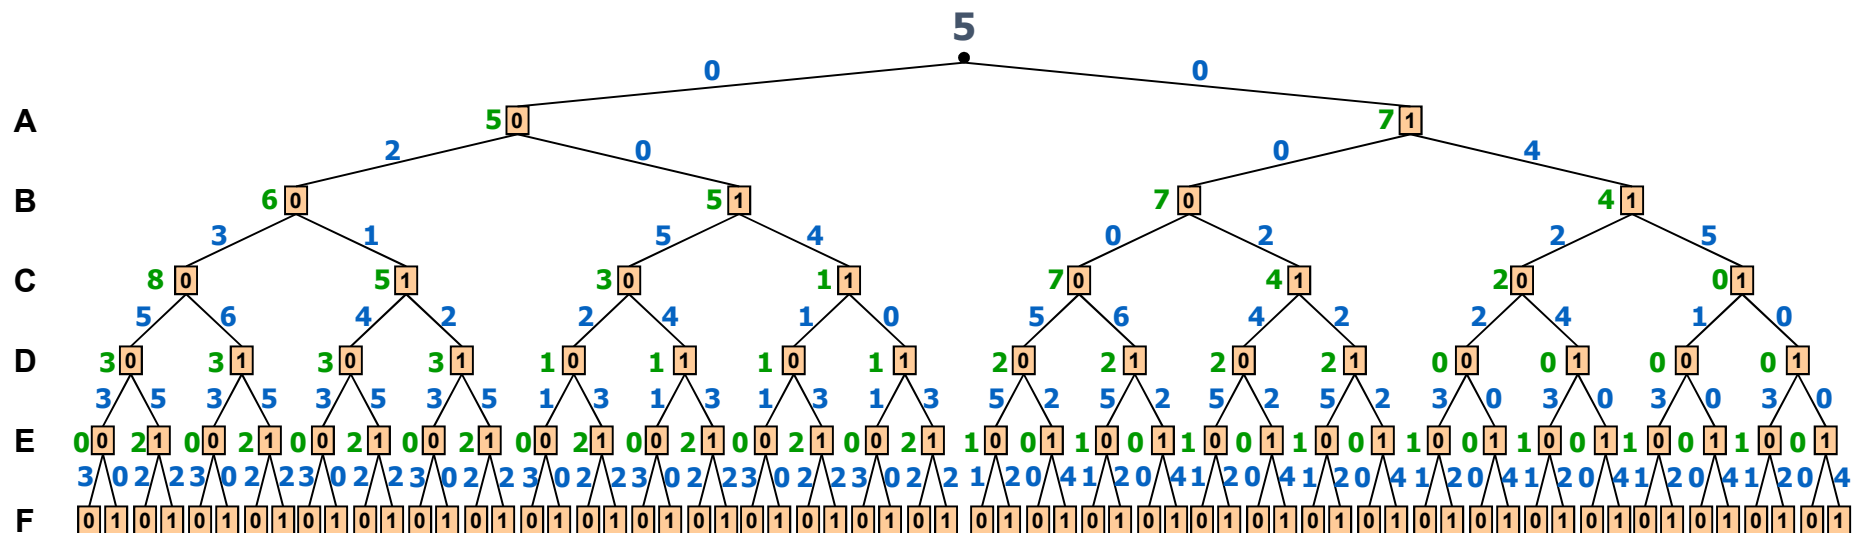 5
0 0
A 5 0 7 1
2 0 0 4
B 6 0 5 1 7 0 4 1
3 1 5 4 0 2 2 5
C 8 0 5 1 3 0 1 1 7 0 4 1 2 0 0 1
5 6 4 2 2 4 1 0 5 6 4 2 2 4 1 0
D 3 0 3 1 3 0 3 1 1 0 1 1 1 0 1 1 2 0 2 1 2 0 2 1 0 0 0 1 0 0 0 1
3 5 3 5 3 5 3 5 1 3 1 3 1 3 1 3 5 2 5 2 5 2 5 2 3 0 3 0 3 0 3 0
E 0 0 2 1 0 0 2 1 0 0 2 1 0 0 2 1 0 0 2 1 0 0 2 1 0 0 2 1 0 0 2 1 1 0 0 1 1 0 0 1 1 0 0 1 1 0 0 1 1 0 0 1 1 0 0 1 1 0 0 1 1 0 0 1
3 0 2 2 3 0 2 2 3 0 2 2 3 0 2 2 3 0 2 2 3 0 2 2 3 0 2 2 3 0 2 2 1 2 0 4 1 2 0 4 1 2 0 4 1 2 0 4 1 2 0 4 1 2 0 4 1 2 0 4 1 2 0 4
F 0 1 0 1 0 1 0 1 0 1 0 1 0 1 0 1 0 1 0 1 0 1 0 1 0 1 0 1 0 1 0 1 0 1 0 1 0 1 0 1 0 1 0 1 0 1 0 1 0 1 0 1 0 1 0 1 0 1 0 1 0 1 0 1